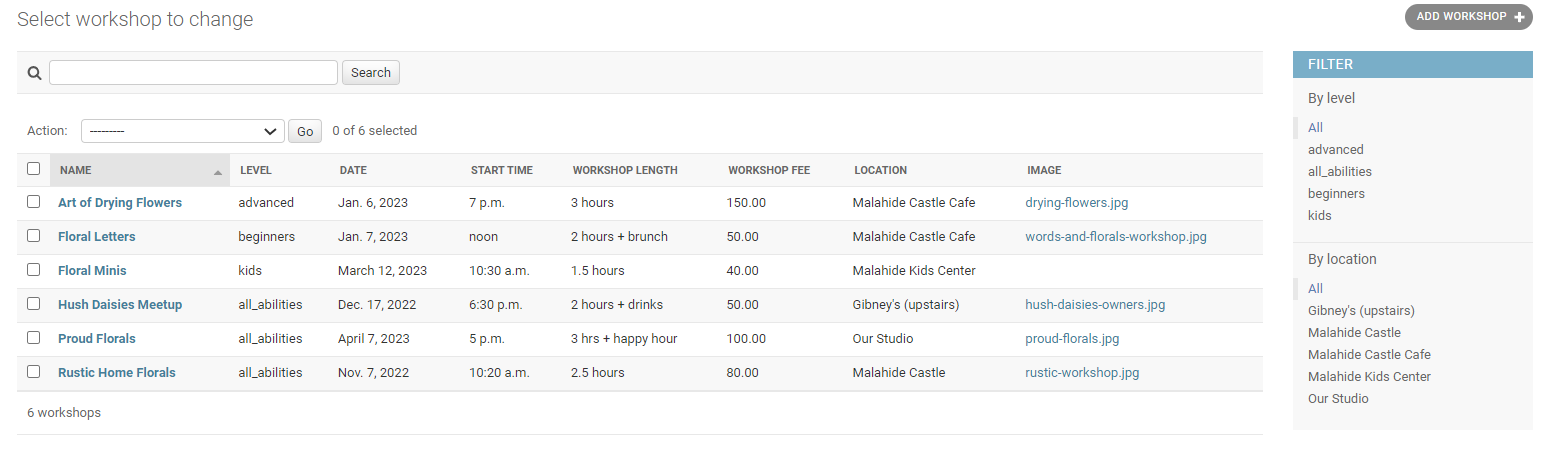 Select workshop to change
ADD WORKSHOP
Search
Action: --------- Go 0 of 6 selected
NAME LEVEL DATE START TIME WORKSHOP LENGTH WORKSHOP FEE LOCATION IMAGE
Art of Drying Flowers advanced Jan. 6, 2023 7 p.m. 3 hours 150.00 Malahide Castle Cafe drying-flowers.jpg
Floral Letters beginners Jan. 7, 2023 noon 2 hours + brunch 50.00 Malahide Castle Cafe words-and-florals-workshop.jpg
Floral Minis kids March 12, 2023 10:30 a.m. 1.5 hours 40.00 Malahide Kids Center
Hush Daisies Meetup all_abilities Dec. 17, 2022 6:30 p.m. 2 hours + drinks 50.00 Gibney's (upstairs) hush-daisies-owners.jpg
Proud Florals all_abilities April 7, 2023 5 p.m. 3 hrs + happy hour 100.00 Our Studio proud-florals.jpg
Rustic Home Florals all_abilities Nov. 7, 2022 10:20 a.m. 2.5 hours 80.00 Malahide Castle rustic-workshop.jpg
6 workshops
FILTER
By level
All
advanced
all_abilities
beginners
kids
By location
All
Gibney's (upstairs)
Malahide Castle
Malahide Castle Cafe
Malahide Kids Center
Our Studio